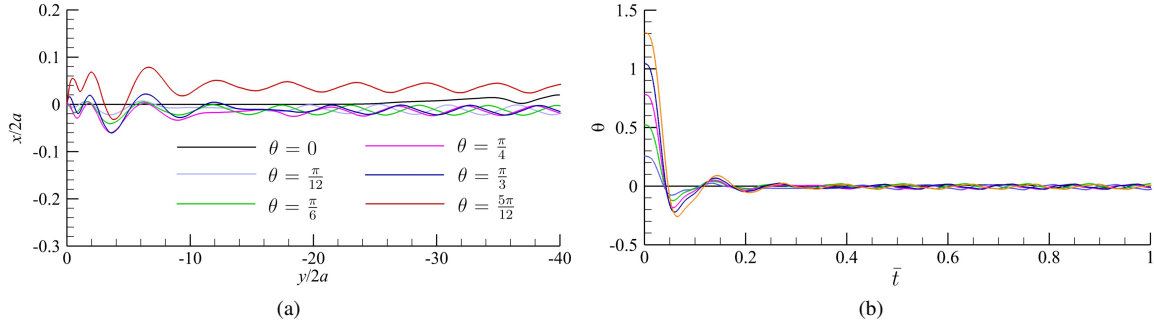 0.2
0.1
0
-0.1
-0.2
-0.3
x/2a
0 -10 -20 -30 -40
y/2a
θ = 0
θ = π/12
θ = π/6
θ = π/4
θ = π/3
θ = 5π/12
(a)
1.5
1
0.5
0
-0.5
θ
0 0.2 0.4 0.6 0.8 1
t̄
(b)